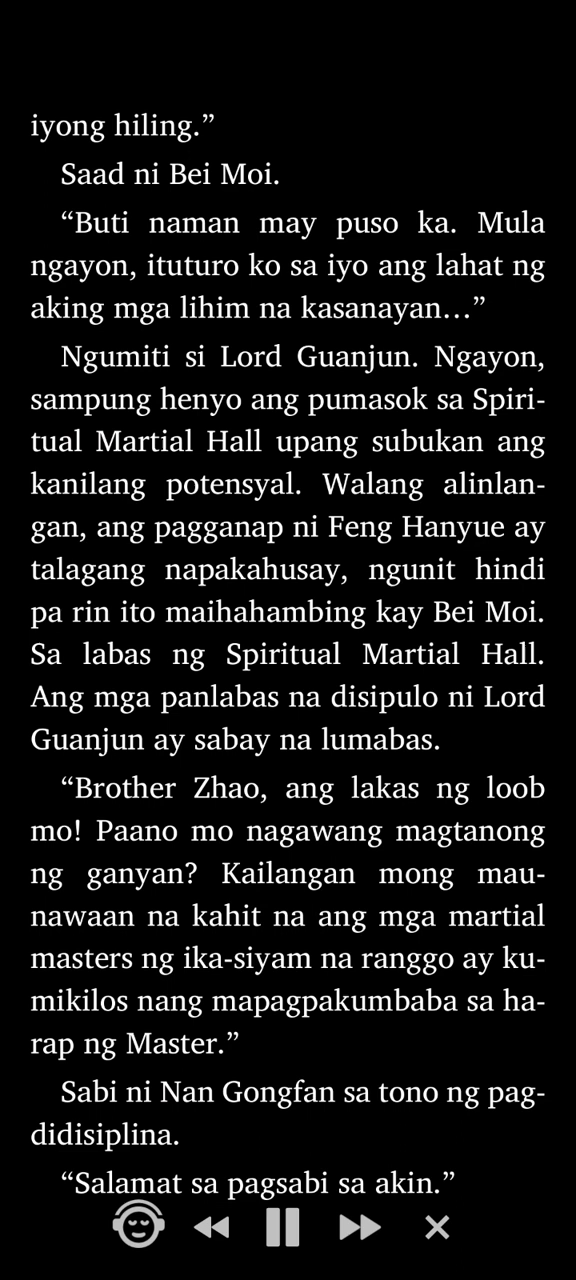 iyong hiling.”
Saad ni Bei Moi.
“Buti naman may puso ka. Mula
ngayon, ituturo ko sa iyo ang lahat ng
aking mga lihim na kasanayan…”
Ngumiti si Lord Guanjun. Ngayon,
sampung henyo ang pumasok sa Spiri-
tual Martial Hall upang subukan ang
kanilang potensyal. Walang alinlan-
gan, ang pagganap ni Feng Hanyue ay
talagang napakahusay, ngunit hindi
pa rin ito maihahambing kay Bei Moi.
Sa labas ng Spiritual Martial Hall.
Ang mga panlabas na disipulo ni Lord
Guanjun ay sabay na lumabas.
“Brother Zhao, ang lakas ng loob
mo! Paano mo nagawang magtanong
ng ganyan? Kailangan mong mau-
nawaan na kahit na ang mga martial
masters ng ika-siyam na ranggo ay ku-
mikilos nang mapagpakumbaba sa ha-
rap ng Master.”
Sabi ni Nan Gongfan sa tono ng pag-
didisiplina.
“Salamat sa pagsabi sa akin.”